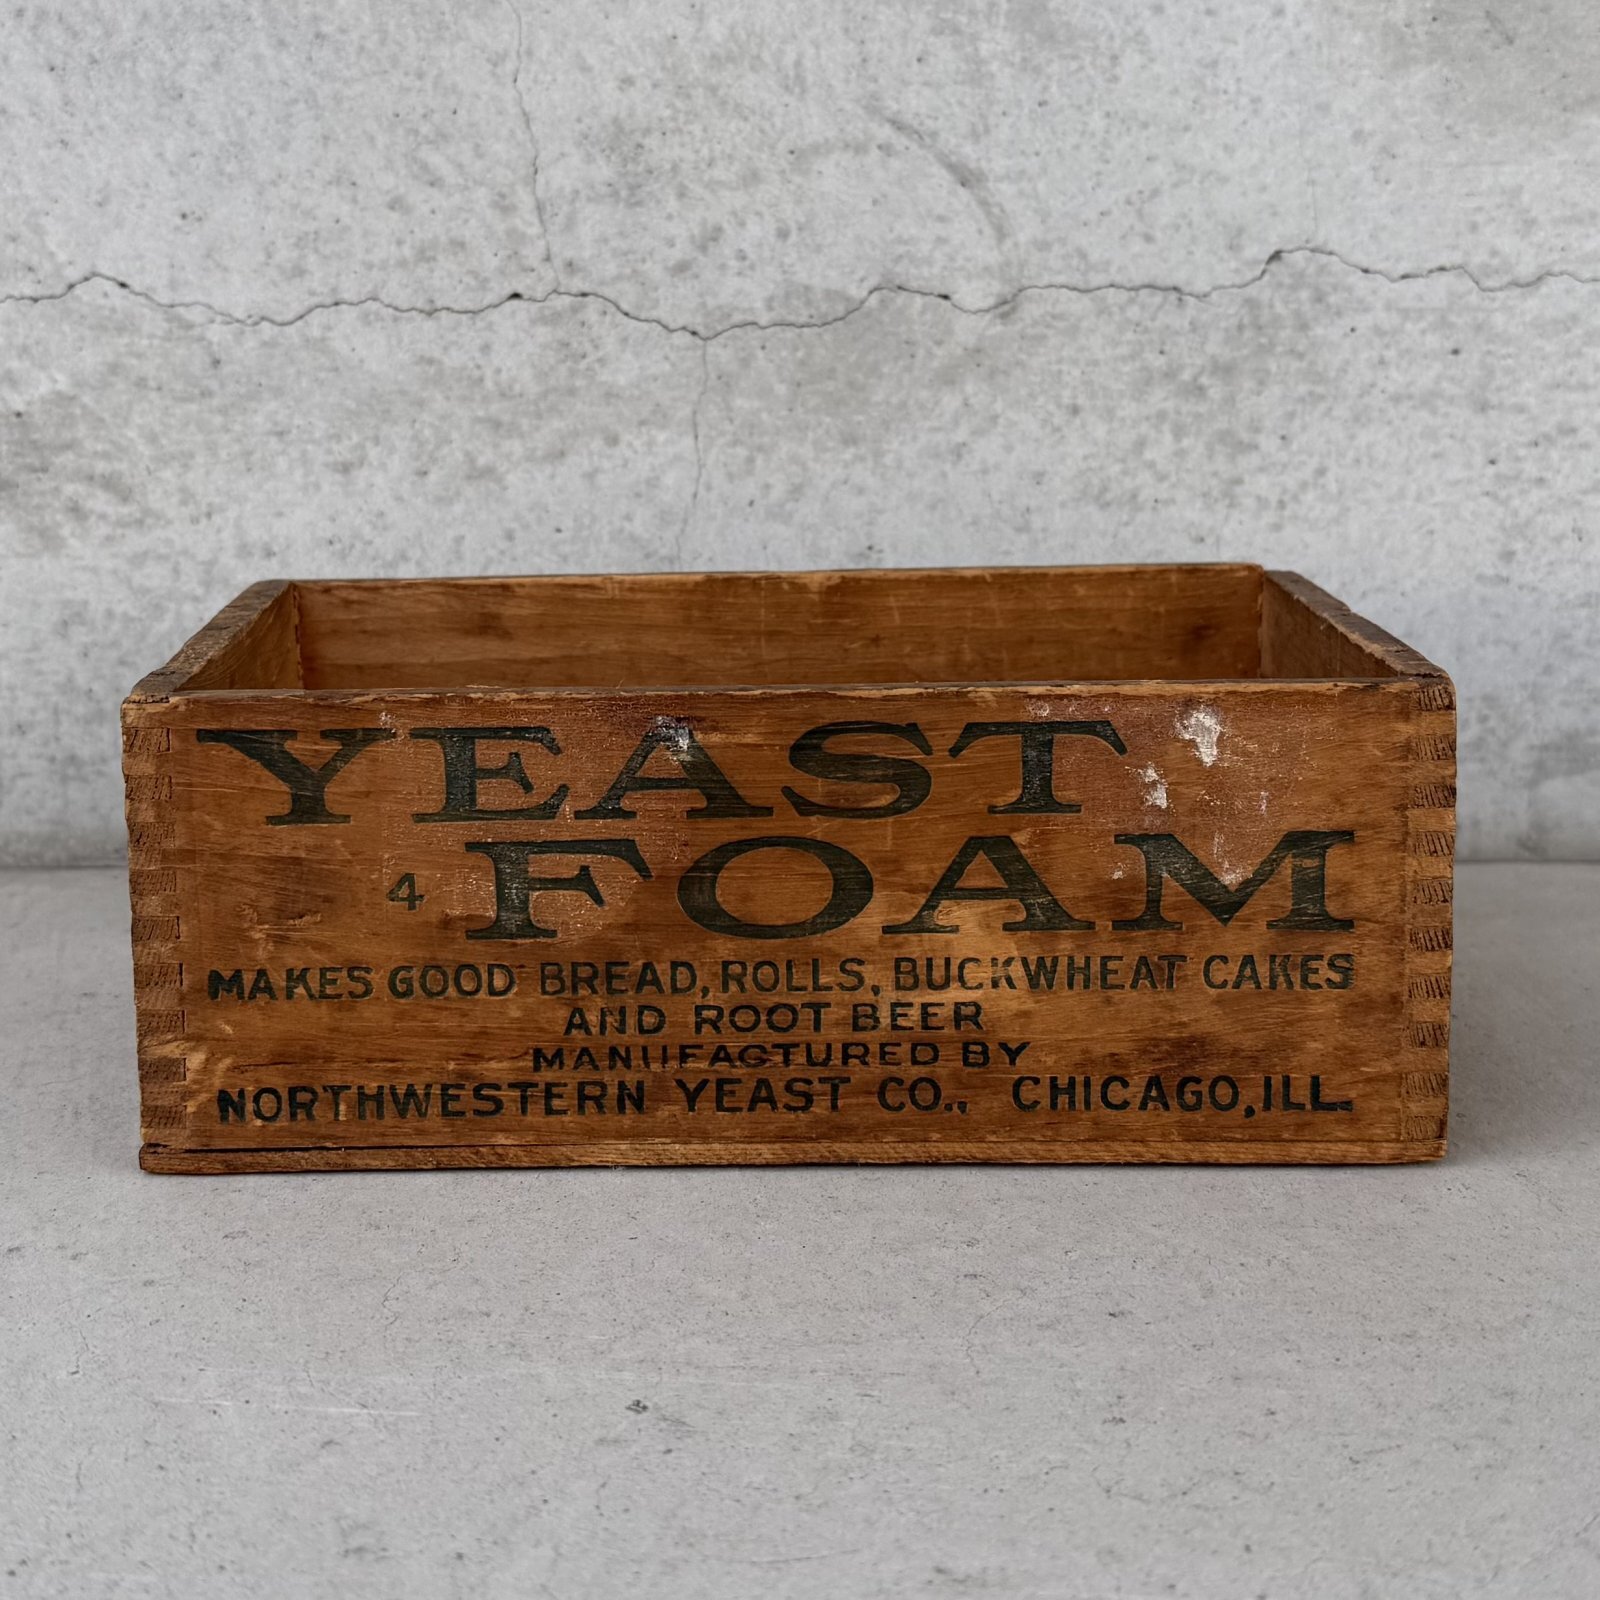 YEAST
4 FOAM
MAKES GOOD BREAD, ROLLS, BUCKWHEAT CAKES
AND ROOT BEER
MANUFACTURED BY
NORTHWESTERN YEAST CO., CHICAGO, ILL.